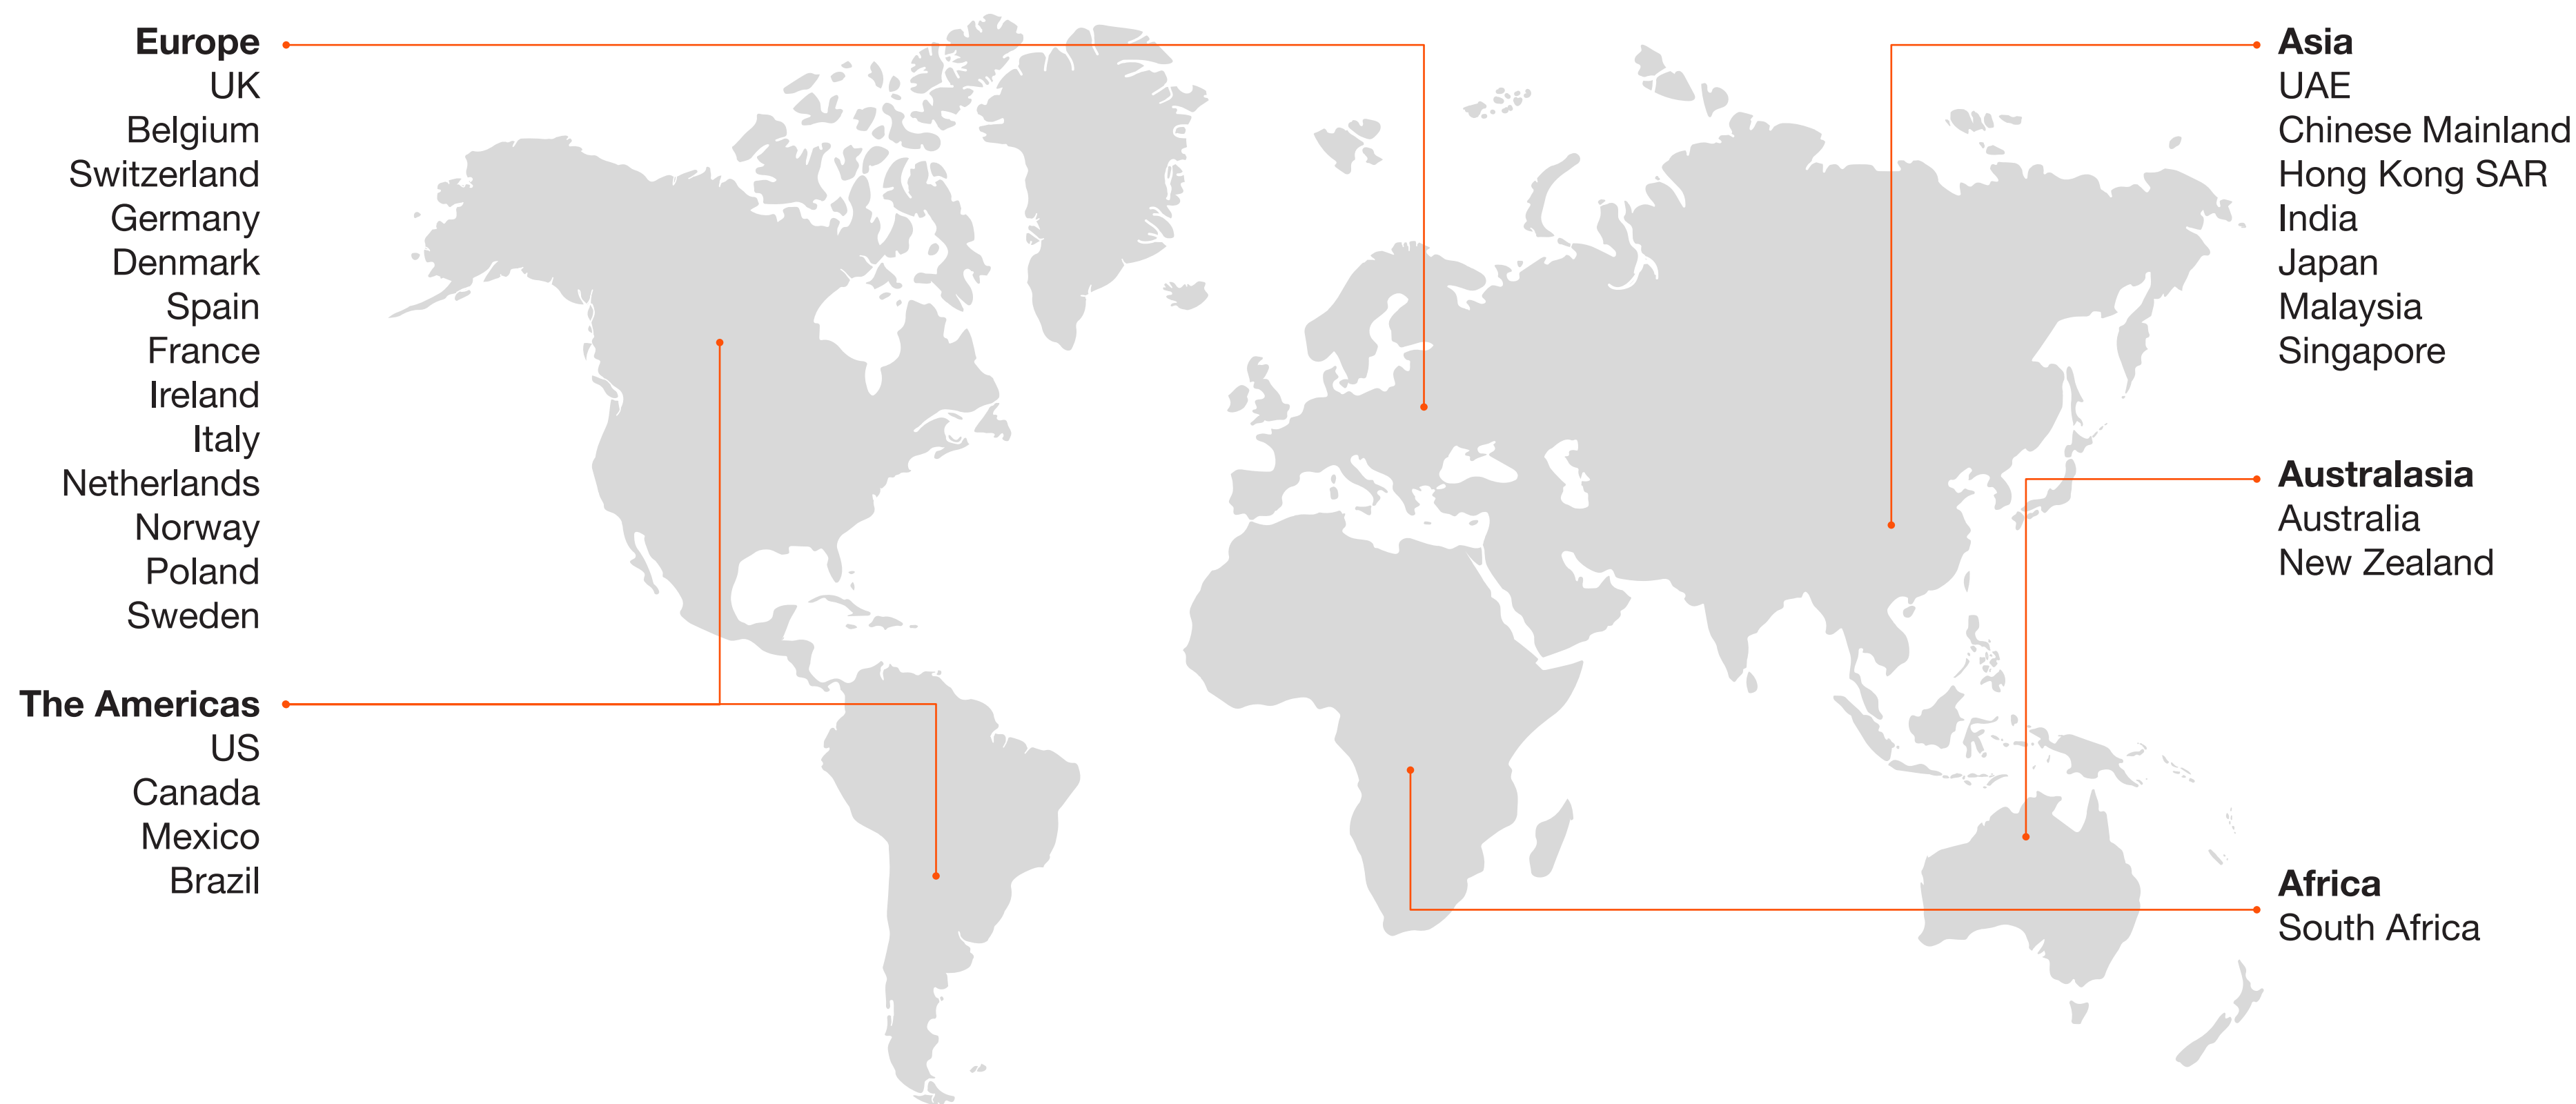 Europe
UK
Belgium
Switzerland
Germany
Denmark
Spain
France
Ireland
Italy
Netherlands
Norway
Poland
Sweden
The Americas
US
Canada
Mexico
Brazil
Asia
UAE
Chinese Mainland
Hong Kong SAR
India
Japan
Malaysia
Singapore
Australasia
Australia
New Zealand
Africa
South Africa